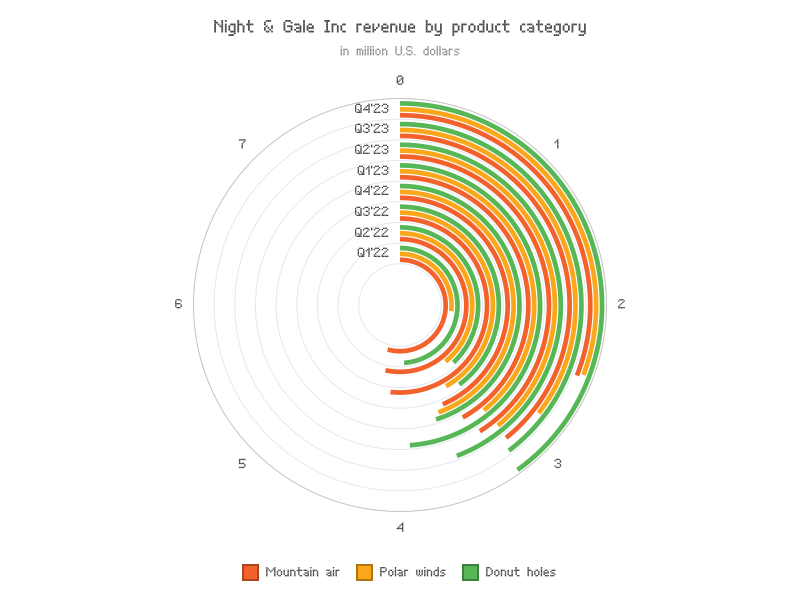 Night & Gale Inc revenue by product category
in million U.S. dollars
0
Q4'23
Q3'23
7
1
Q2'23
Q1'23
Q4'22
Q3'22
Q2'22
Q1'22
6
2
5
3
4
Mountain air
Polar winds
Donut holes